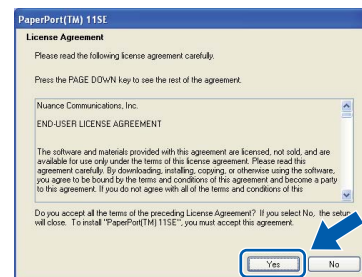 PaperPort(TM) 11SE
License Agreement
Please read the following license agreement carefully.
Press the PAGE DOWN key to see the rest of the agreement.
Nuance Communications, Inc.
END-USER LICENSE AGREEMENT
The software and materials provided with this agreement are licensed, not sold, and are
available for use only under the terms of this license agreement. Please read this
agreement carefully. By downloading, installing, copying, or otherwise using the software,
you agree to be bound by the terms and conditions of this agreement and become a party
to this agreement. If you do not agree with all of the terms and conditions of this
Do you accept all the terms of the preceding License Agreement? If you select No, the setup
will close. To install "PaperPort(TM) 11SE", you must accept this agreement.
Yes
No